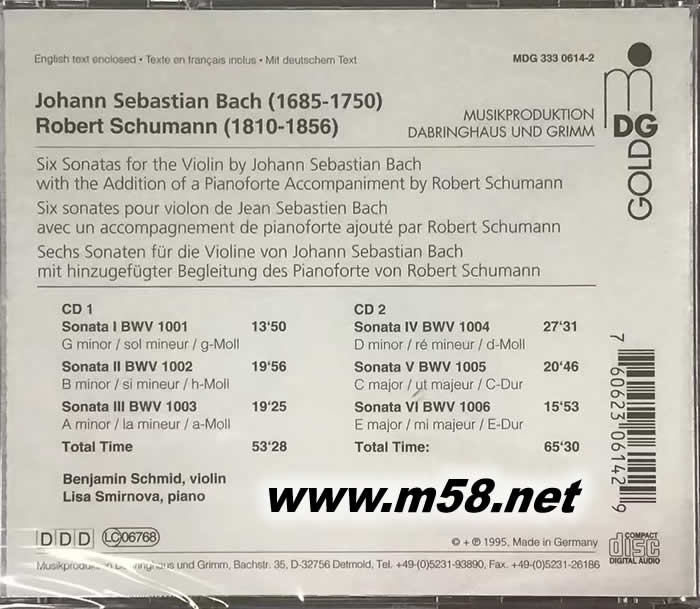 English text enclosed • Texte en français inclus • Mit deutschem Text
MDG 333 0614-2
Johann Sebastian Bach (1685-1750)
Robert Schumann (1810-1856)
MUSIKPRODUKTION
DABRINGHAUS UND GRIMM
mDG
GOLD
Six Sonatas for the Violin by Johann Sebastian Bach
with the Addition of a Pianoforte Accompaniment by Robert Schumann
Six sonates pour violon de Jean Sebastien Bach
avec un accompagnement de pianoforte ajouté par Robert Schumann
Sechs Sonaten für die Violine von Johann Sebastian Bach
mit hinzugefügter Begleitung des Pianoforte von Robert Schumann
CD 1
Sonata I BWV 1001 13'50
G minor / sol mineur / g-Moll
Sonata II BWV 1002 19'56
B minor / si mineur / h-Moll
Sonata III BWV 1003 19'25
A minor / la mineur / a-Moll
Total Time 53'28
CD 2
Sonata IV BWV 1004 27'31
D minor / ré mineur / d-Moll
Sonata V BWV 1005 20'46
C major / ut majeur / C-Dur
Sonata VI BWV 1006 15'53
E major / mi majeur / E-Dur
Total Time: 65'30
7 60623 06142 9
Benjamin Schmid, violin
Lisa Smirnova, piano
www.m58.net
DDD
LC 06768
© + ℗ 1995, Made in Germany
COMPACT
disc
DIGITAL AUDIO
Musikproduktion Dabringhaus und Grimm, Bachstr. 35, D-32756 Detmold, Tel. +49-(0)5231-93890, Fax +49-(0)5231-26186